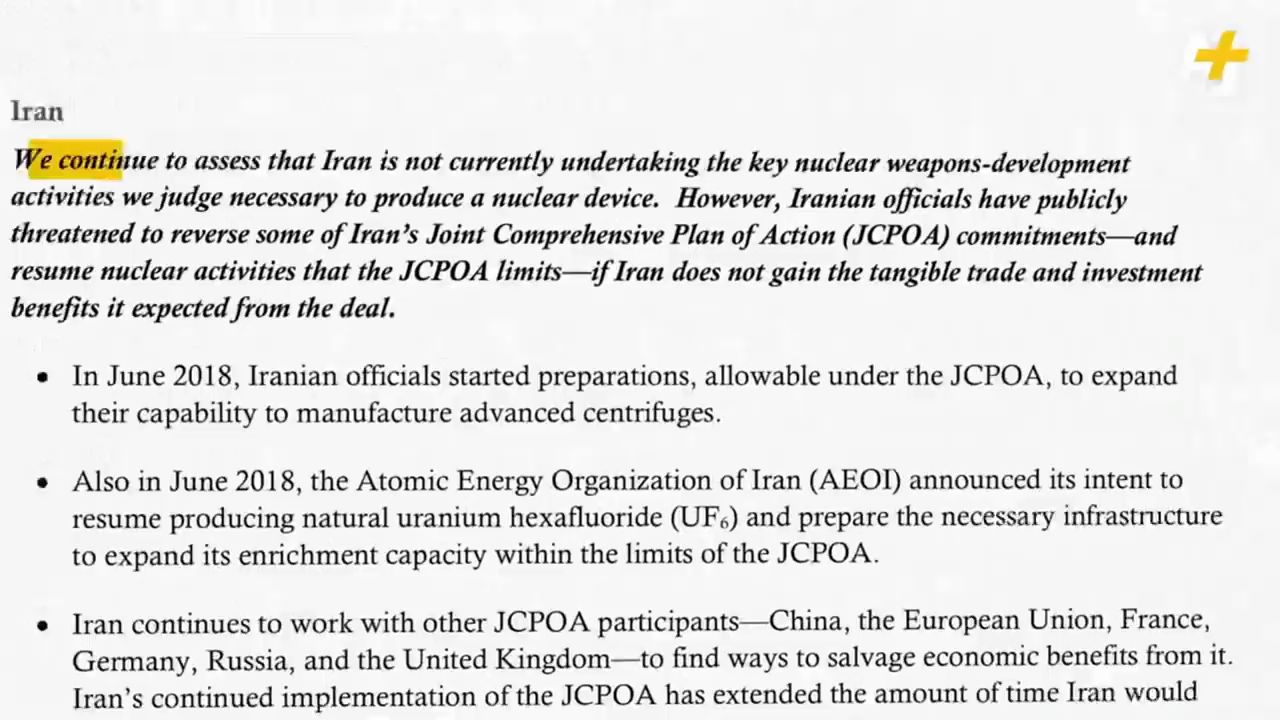 Iran
We continue to assess that Iran is not currently undertaking the key nuclear weapons-development
activities we judge necessary to produce a nuclear device.  However, Iranian officials have publicly
threatened to reverse some of Iran’s Joint Comprehensive Plan of Action (JCPOA) commitments—and
resume nuclear activities that the JCPOA limits—if Iran does not gain the tangible trade and investment
benefits it expected from the deal.
• In June 2018, Iranian officials started preparations, allowable under the JCPOA, to expand
their capability to manufacture advanced centrifuges.
• Also in June 2018, the Atomic Energy Organization of Iran (AEOI) announced its intent to
resume producing natural uranium hexafluoride (UF₆) and prepare the necessary infrastructure
to expand its enrichment capacity within the limits of the JCPOA.
• Iran continues to work with other JCPOA participants—China, the European Union, France,
Germany, Russia, and the United Kingdom—to find ways to salvage economic benefits from it.
Iran’s continued implementation of the JCPOA has extended the amount of time Iran would